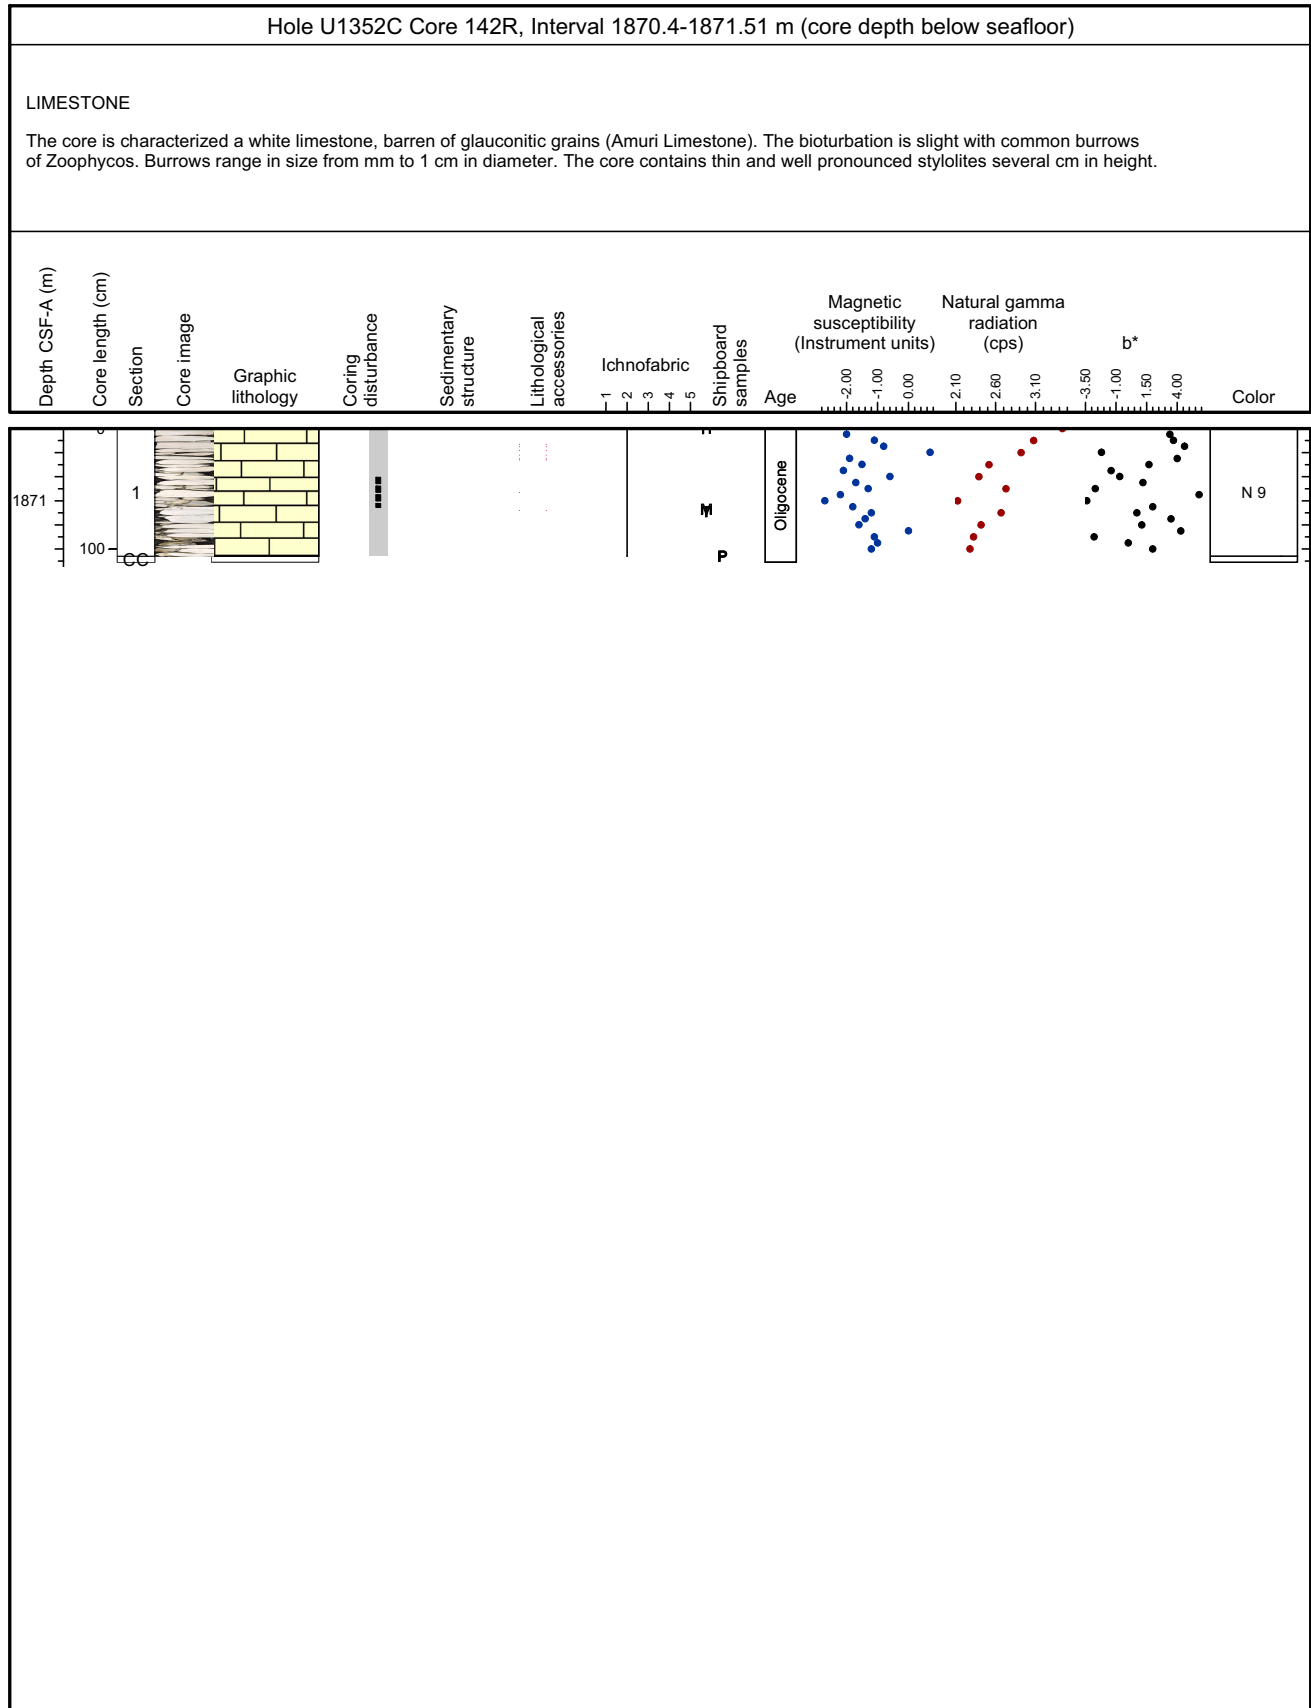 Hole U1352C Core 142R, Interval 1870.4-1871.51 m (core depth below seafloor)
LIMESTONE
The core is characterized a white limestone, barren of glauconitic grains (Amuri Limestone). The bioturbation is slight with common burrows
of Zoophycos. Burrows range in size from mm to 1 cm in diameter. The core contains thin and well pronounced stylolites several cm in height.
Depth CSF-A (m)
Core length (cm)
Section
Core image
Graphic
lithology
Coring
disturbance
Sedimentary
structure
Lithological
accessories
Ichnofabric
1 2 3 4 5
Shipboard
samples
Age
Magnetic
susceptibility
(Instrument units)
-2.00 -1.00 0.00
Natural gamma
radiation
(cps)
2.10 2.60 3.10
b*
-3.50 -1.00 1.50 4.00
Color
1871
100
1
CC
M
P
Oligocene
N 9